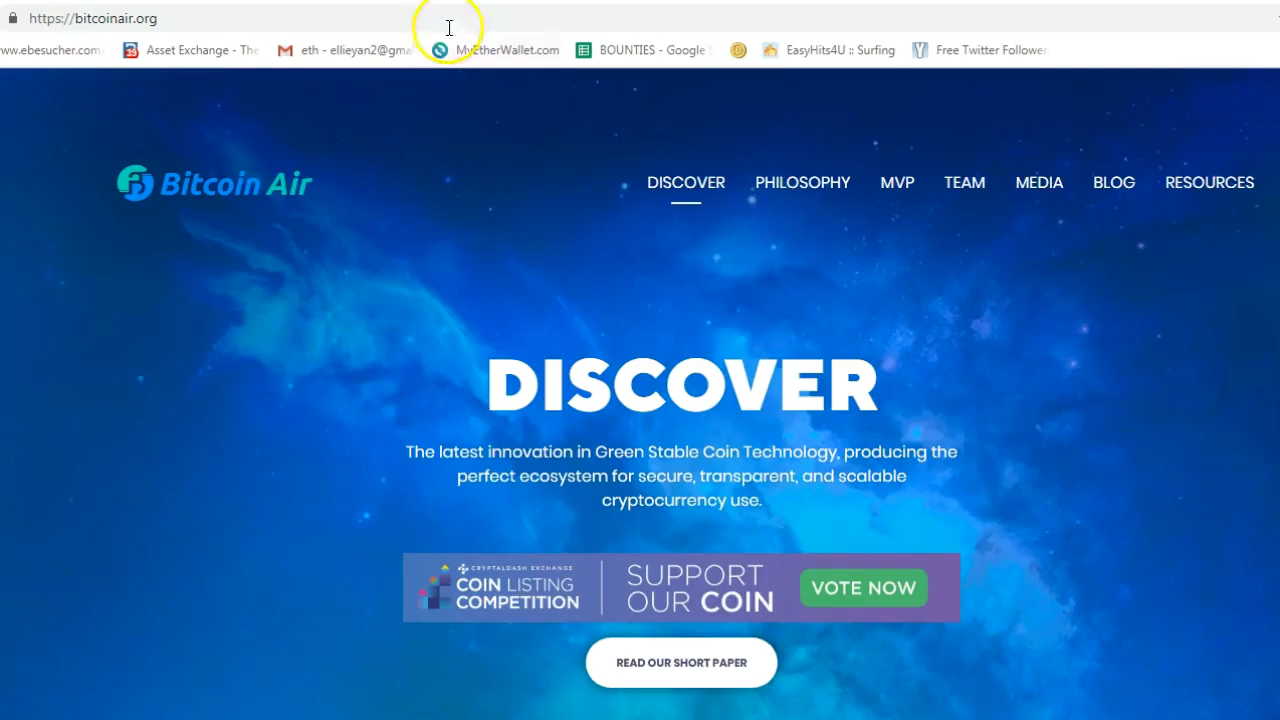 https://bitcoinair.org
www.ebesucher.com/ Asset Exchange - The eth - ellieyan2@gma MyEtherWallet.com BOUNTIES - Google S EasyHits4U :: Surfing Free Twitter Follower
Bitcoin Air
DISCOVER PHILOSOPHY MVP TEAM MEDIA BLOG RESOURCES
DISCOVER
The latest innovation in Green Stable Coin Technology, producing the
perfect ecosystem for secure, transparent, and scalable
cryptocurrency use.
CRYPTALDASH EXCHANGE
COIN LISTING
COMPETITION
SUPPORT
OUR COIN
VOTE NOW
READ OUR SHORT PAPER